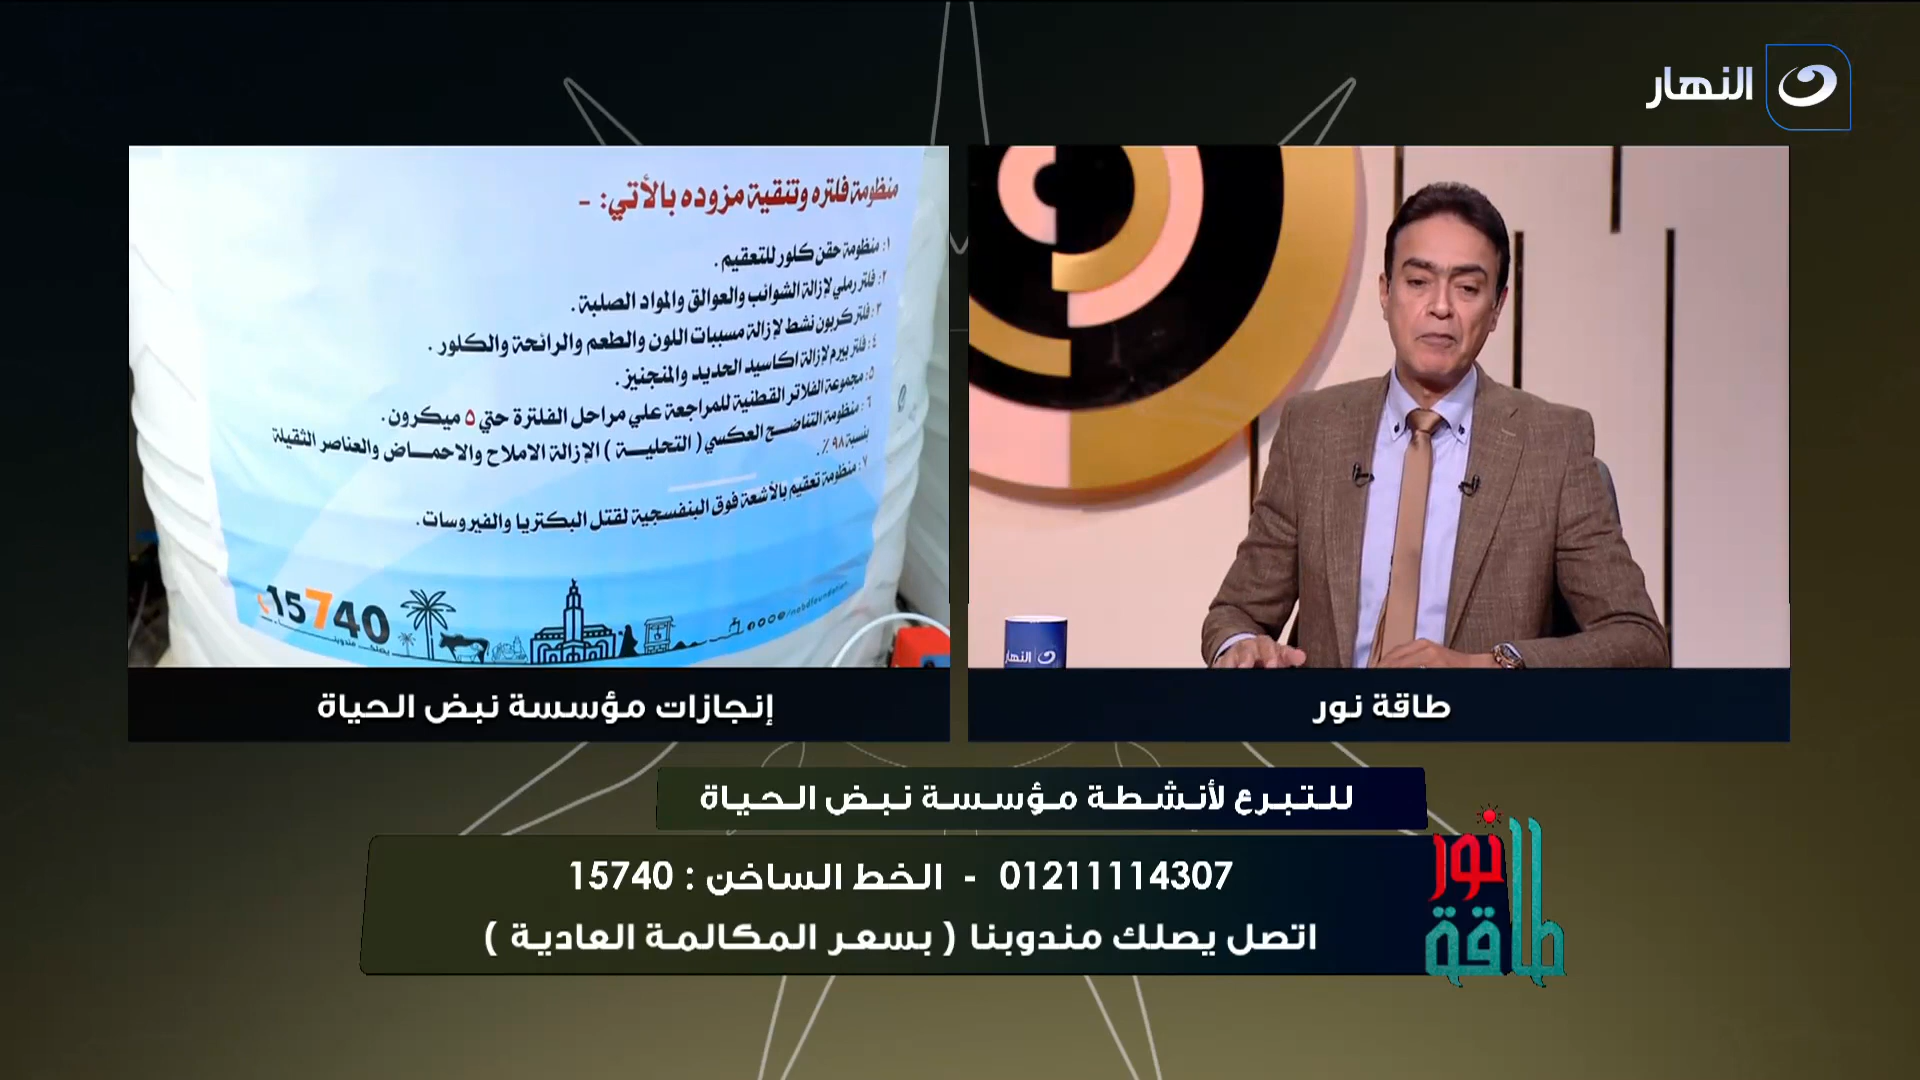 النهار
منظومة فلتره وتنقية مزوده بالأتي: -
١: منظومة حقن كلور للتعقيم .
٢: فلتر رملي لإزالة الشوائب والعوالق والمواد الصلبة .
٣: فلتر كربون نشط لإزالة مسببات اللون والطعم والرائحة والكلور .
٤: فلتر بيرم لإزالة اكاسيد الحديد والمنجنيز .
٥: مجموعة الفلاتر القطنية للمراجعة علي مراحل الفلترة حتي ٥ ميكرون .
٦: منظومة التناضح العكسي ( التحلية ) الإزالة الاملاح والاحماض والعناصر الثقيلة
بنسبة ٩٨٪ .
٧: منظومة تعقيم بالأشعة فوق البنفسجية لقتل البكتريا والفيروسات .
15740
يصلك مندوبنا
/nabdfoundation
النهار
طاقة نور
إنجازات مؤسسة نبض الحياة
للتبرع لأنشطة مؤسسة نبض الحياة
01211114307 - الخط الساخن : 15740
اتصل يصلك مندوبنا ( بسعر المكالمة العادية )
طاقة نور